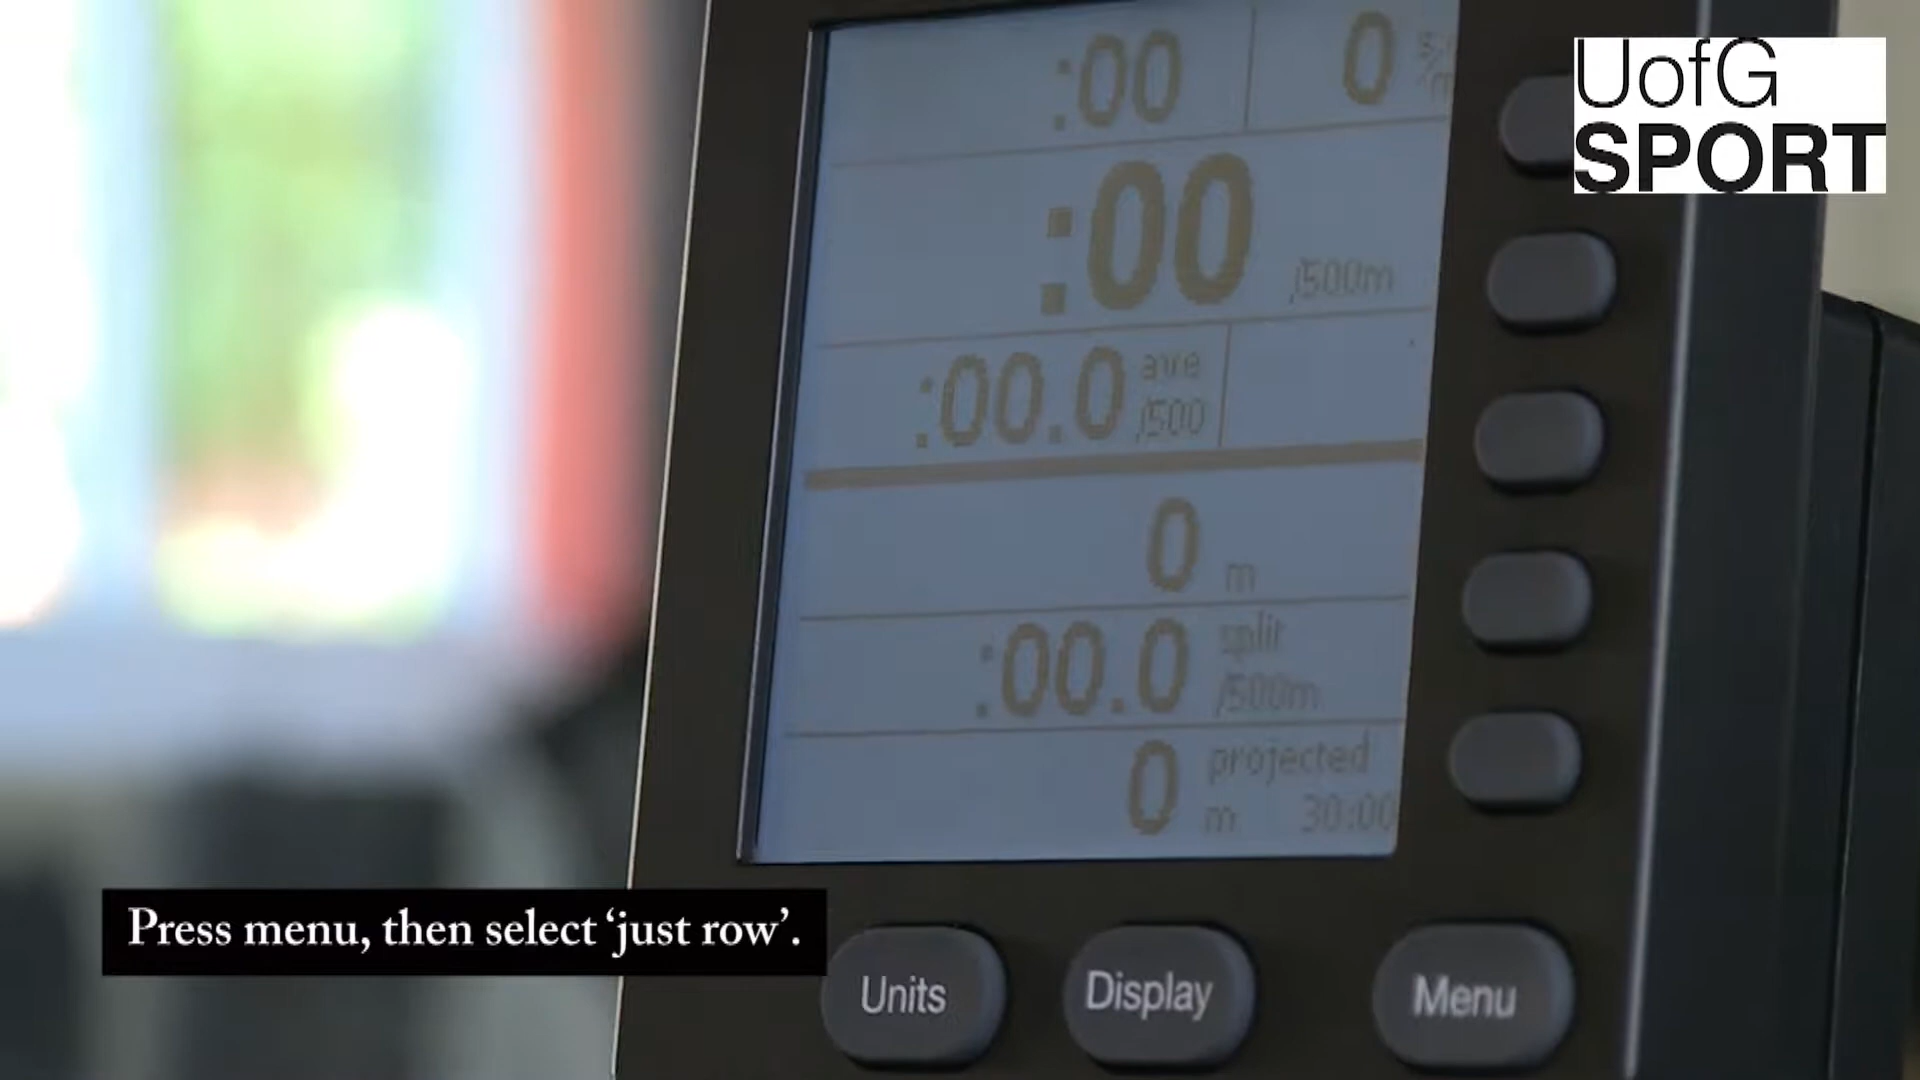 UofG
SPORT
:00 0 s/m
:00 /500m
:00.0 ave
/500
0 m
:00.0 split
/500m
0 projected
m 30:00
Press menu, then select ‘just row’.
Units Display Menu